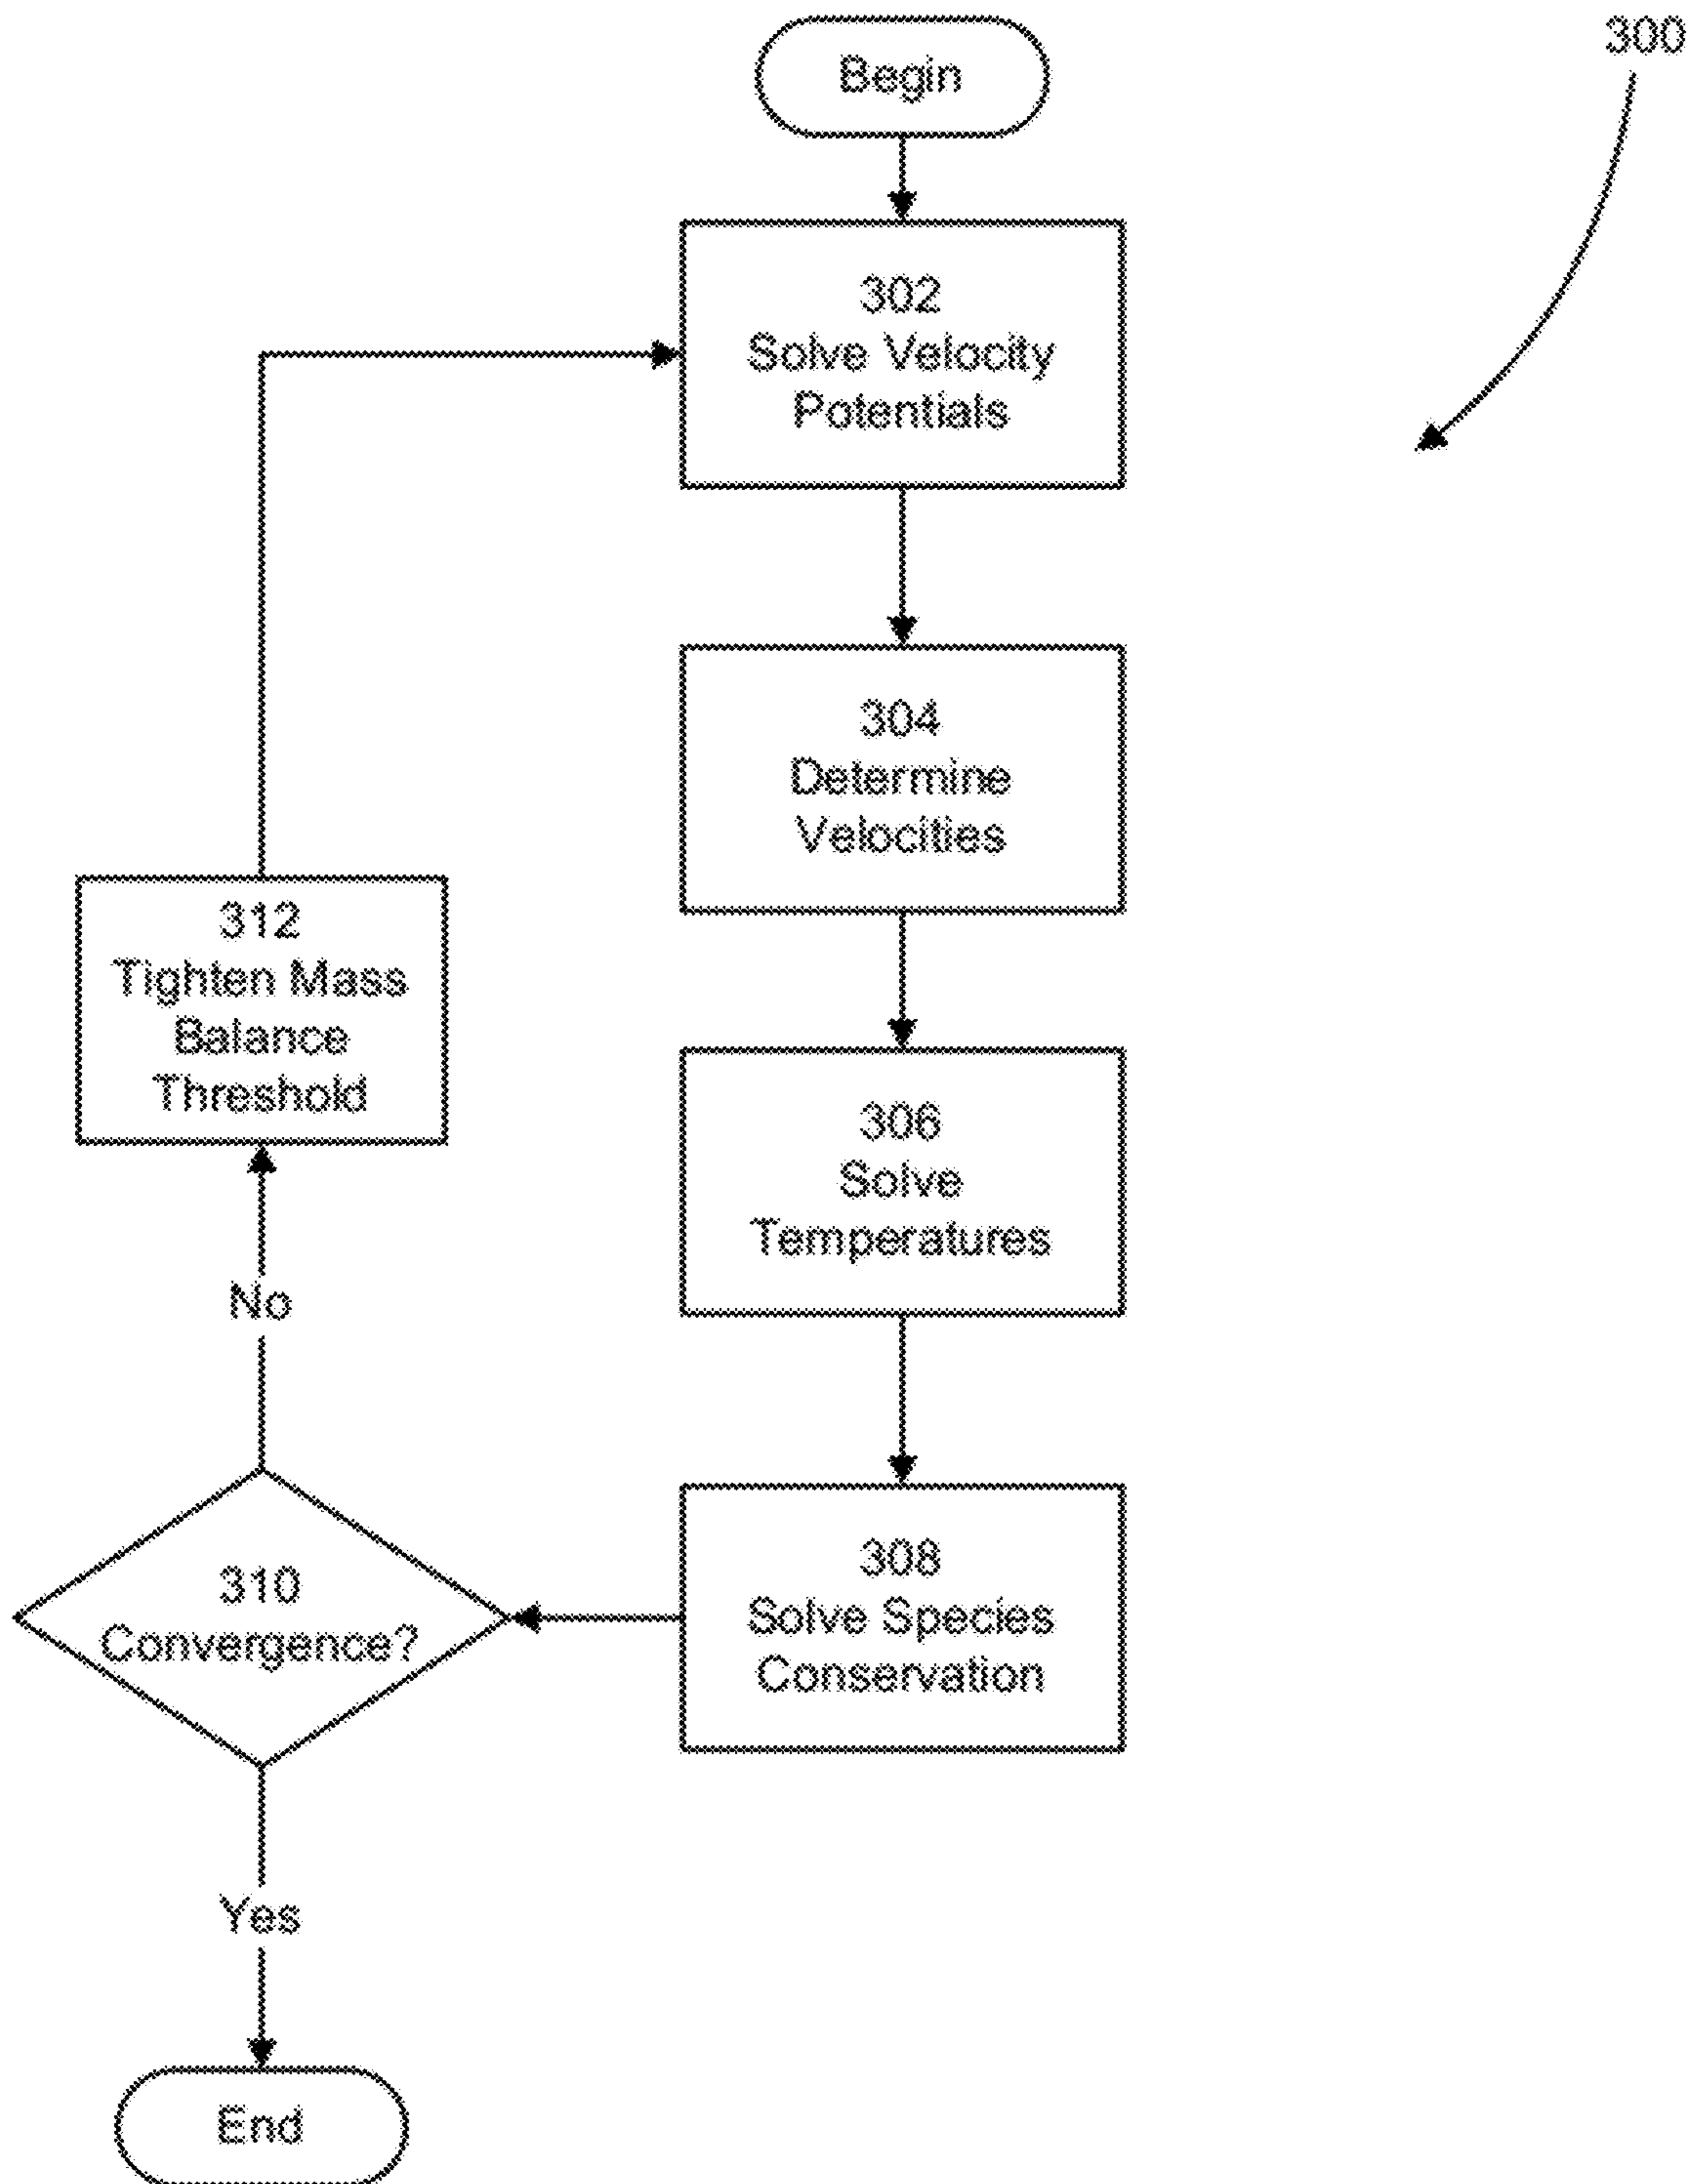 300
Begin
302
Solve Velocity
Potentials
304
Determine
Velocities
306
Solve
Temperatures
308
Solve Species
Conservation
310
Convergence?
No
312
Tighten Mass
Balance
Threshold
Yes
End